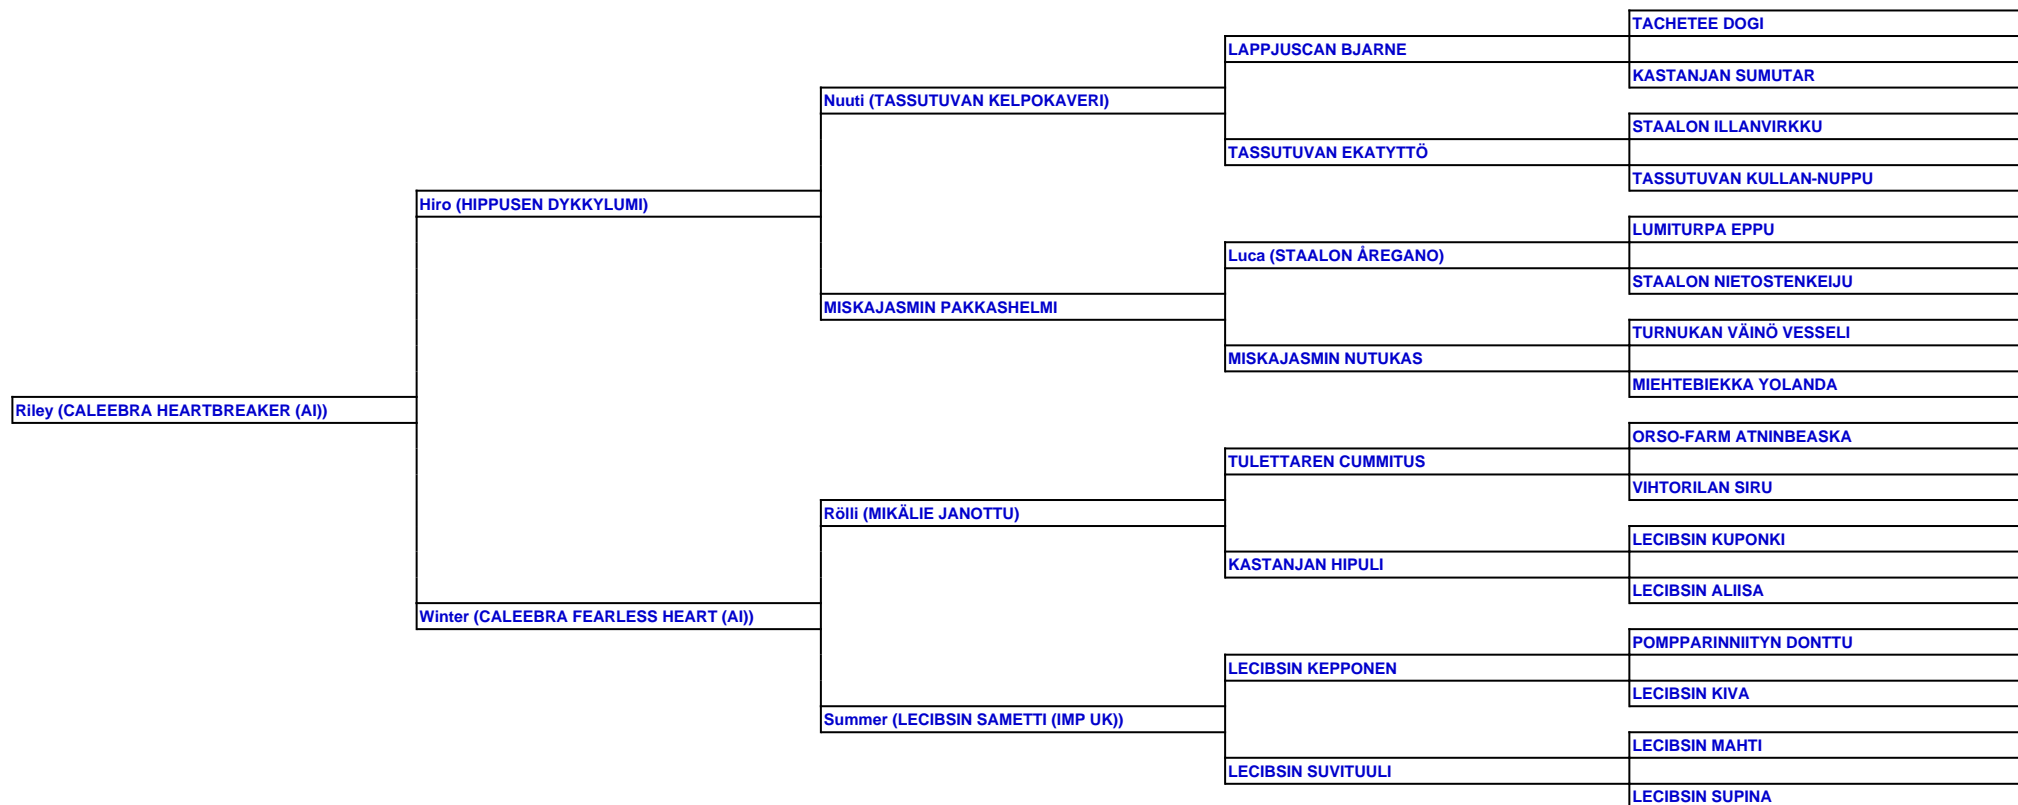 TACHETEE DOGI
LAPPJUSCAN BJARNE
KASTANJAN SUMUTAR
Nuuti (TASSUTUVAN KELPOKAVERI)
STAALON ILLANVIRKKU
TASSUTUVAN EKATYTTÖ
TASSUTUVAN KULLAN-NUPPU
Hiro (HIPPUSEN DYKKYLUMI)
LUMITURPA EPPU
Luca (STAALON ÅREGANO)
STAALON NIETOSTENKEIJU
MISKAJASMIN PAKKASHELMI
TURNUKAN VÄINÖ VESSELI
MISKAJASMIN NUTUKAS
MIEHTEBIEKKA YOLANDA
Riley (CALEEBRA HEARTBREAKER (AI))
ORSO-FARM ATNINBEASKA
TULETTAREN CUMMITUS
VIHTORILAN SIRU
Rölli (MIKÄLIE JANOTTU)
LECIBSIN KUPONKI
KASTANJAN HIPULI
LECIBSIN ALIISA
Winter (CALEEBRA FEARLESS HEART (AI))
POMPPARINNIITYN DONTTU
LECIBSIN KEPPONEN
LECIBSIN KIVA
Summer (LECIBSIN SAMETTI (IMP UK))
LECIBSIN MAHTI
LECIBSIN SUVITUULI
LECIBSIN SUPINA